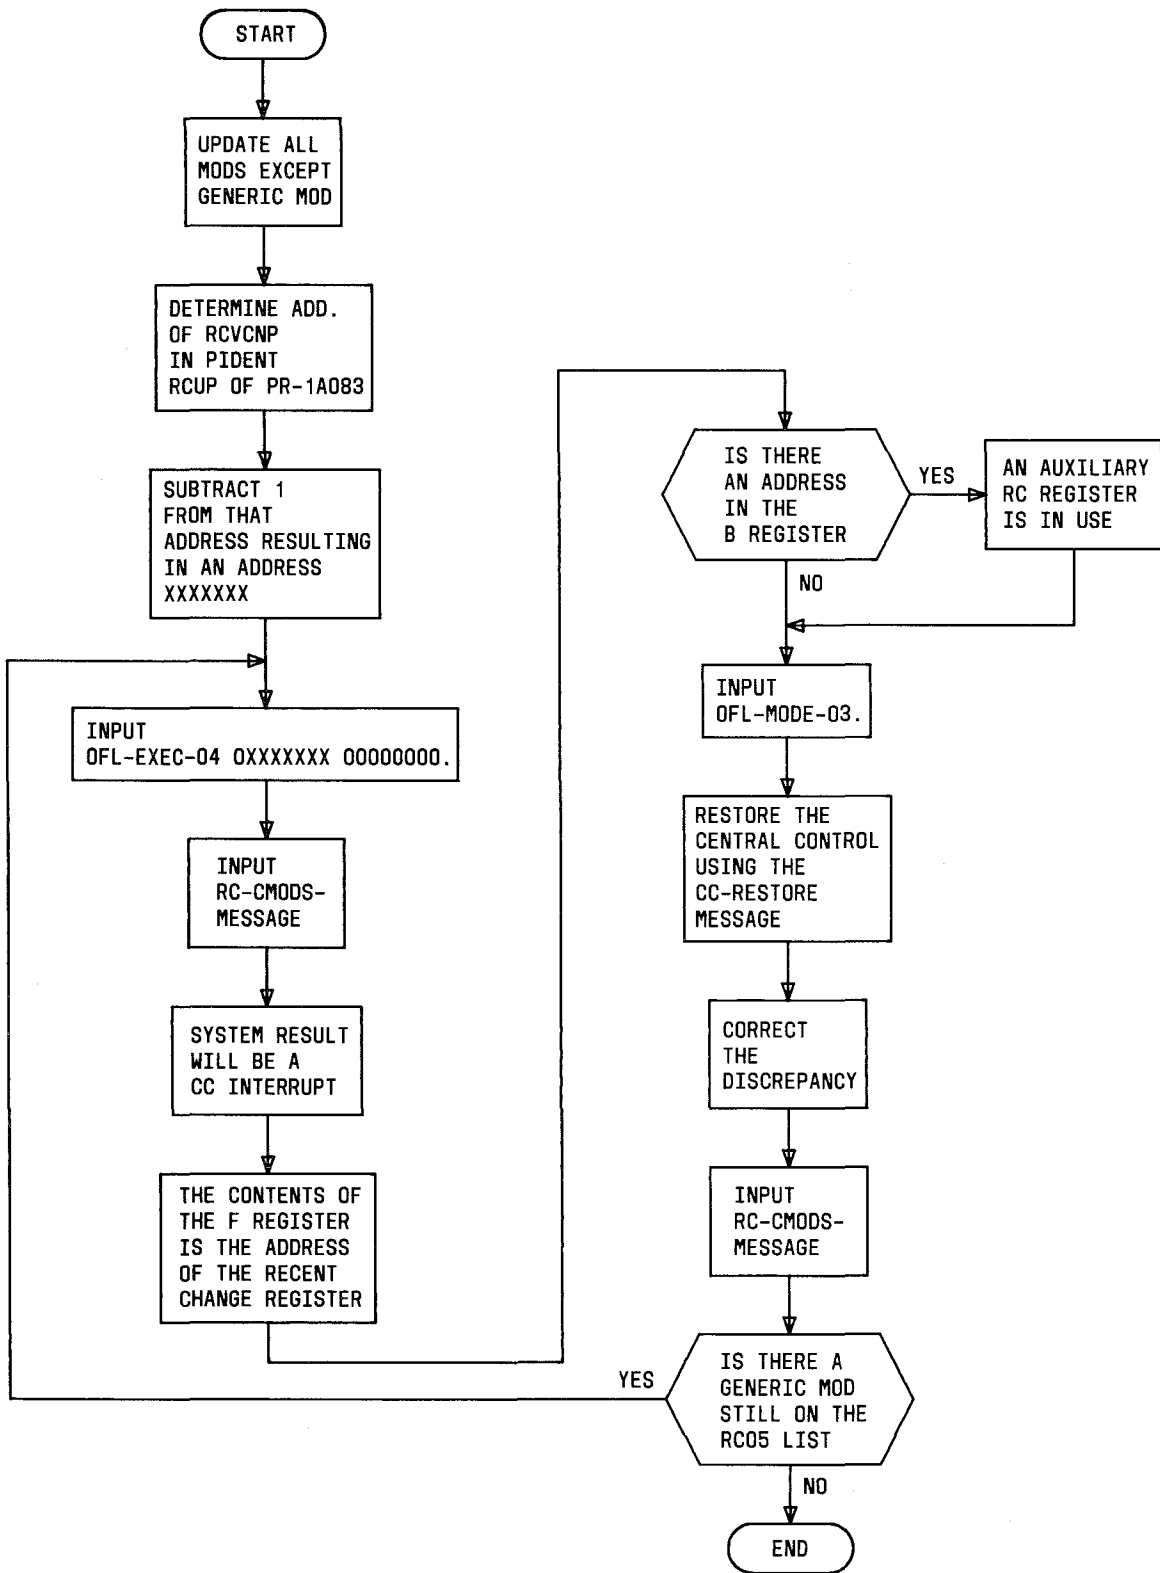 START
UPDATE ALL
MODS EXCEPT
GENERIC MOD
DETERMINE ADD.
OF RCVCNP
IN PIDENT
RCUP OF PR-1A083
SUBTRACT 1
FROM THAT
ADDRESS RESULTING
IN AN ADDRESS
XXXXXXX
INPUT
OFL-EXEC-04 0XXXXXXX 00000000.
INPUT
RC-CMODS-
MESSAGE
SYSTEM RESULT
WILL BE A
CC INTERRUPT
THE CONTENTS OF
THE F REGISTER
IS THE ADDRESS
OF THE RECENT
CHANGE REGISTER
IS THERE
AN ADDRESS
IN THE
B REGISTER
YES
AN AUXILIARY
RC REGISTER
IS IN USE
NO
INPUT
OFL-MODE-03.
RESTORE THE
CENTRAL CONTROL
USING THE
CC-RESTORE
MESSAGE
CORRECT
THE
DISCREPANCY
INPUT
RC-CMODS-
MESSAGE
IS THERE A
GENERIC MOD
STILL ON THE
RC05 LIST
YES
NO
END